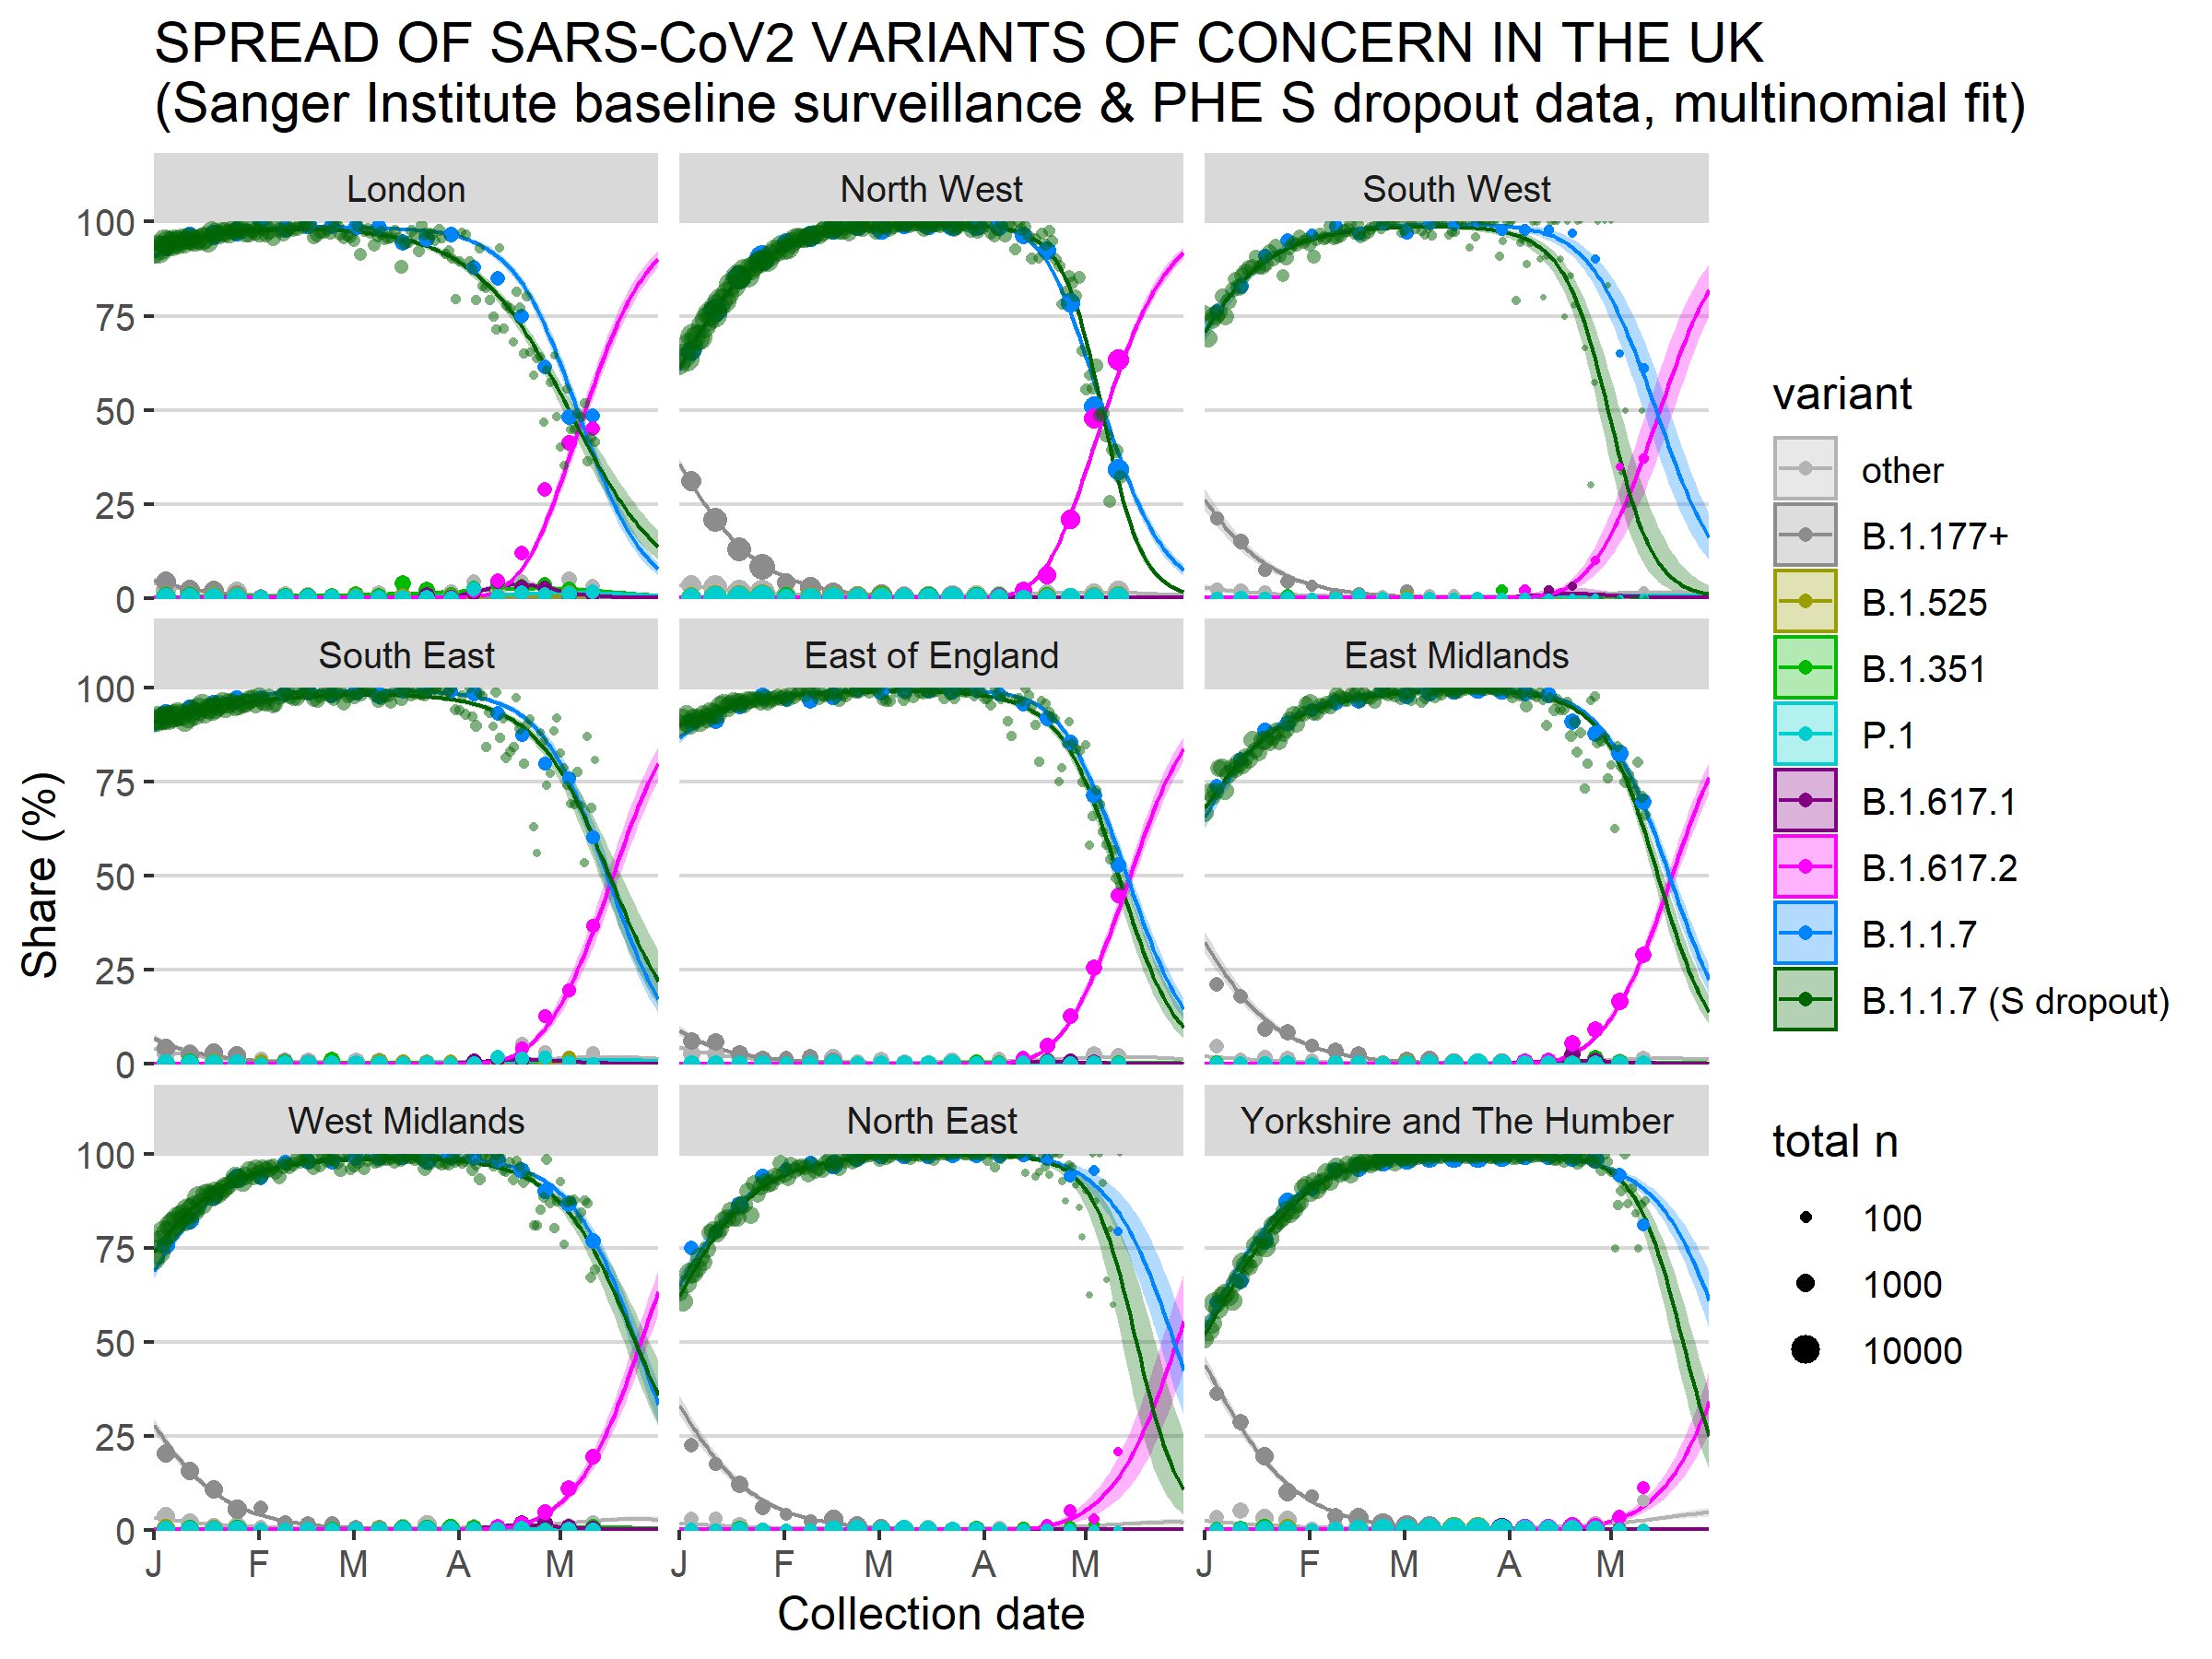 SPREAD OF SARS-CoV2 VARIANTS OF CONCERN IN THE UK
(Sanger Institute baseline surveillance & PHE S dropout data, multinomial fit)
London
North West
South West
100
75
50
25
0
South East
East of England
East Midlands
100
75
50
25
0
West Midlands
North East
Yorkshire and The Humber
100
75
50
25
0
J F M A M
J F M A M
J F M A M
Share (%)
Collection date
variant
other
B.1.177+
B.1.525
B.1.351
P.1
B.1.617.1
B.1.617.2
B.1.1.7
B.1.1.7 (S dropout)
total n
100
1000
10000